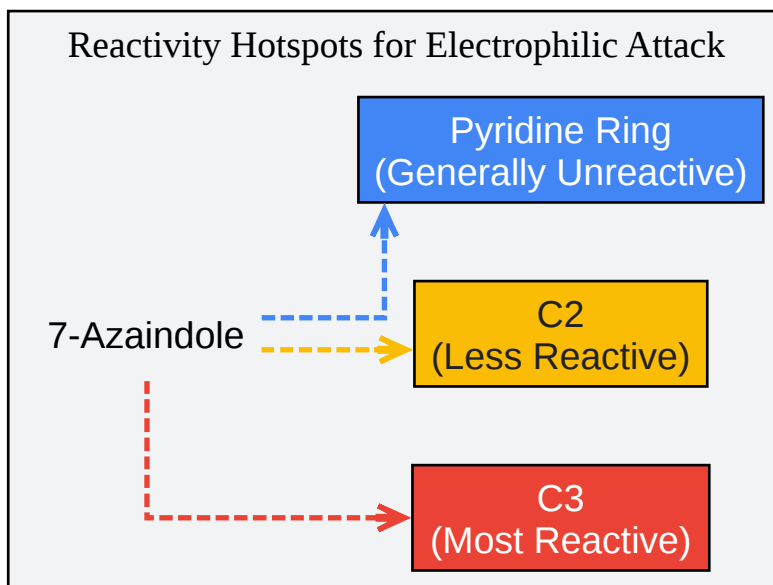 Reactivity Hotspots for Electrophilic Attack
Pyridine Ring
(Generally Unreactive)
7-Azaindole
C2
(Less Reactive)
C3
(Most Reactive)